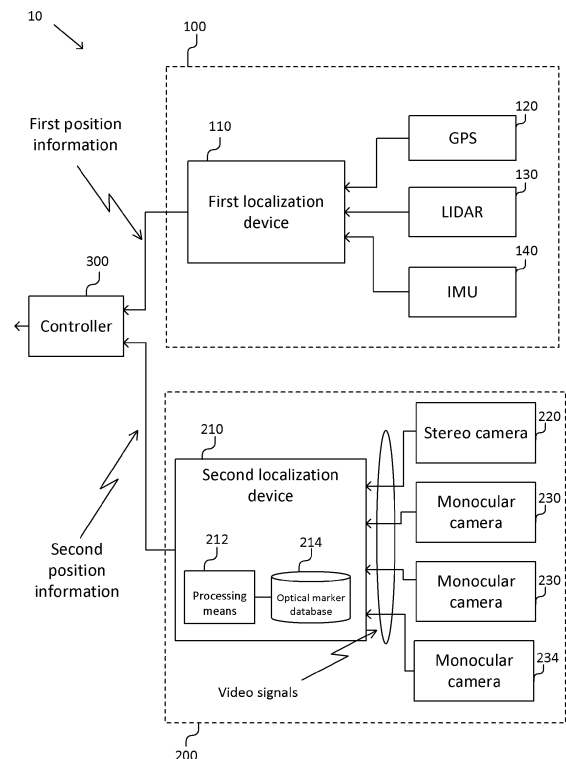 10
100
First position
information
110
First localization
device
120
GPS
130
LIDAR
140
IMU
300
Controller
210
Second localization
device
212
Processing
means
214
Optical marker
database
220
Stereo camera
230
Monocular
camera
230
Monocular
camera
234
Monocular
camera
Second
position
information
Video signals
200